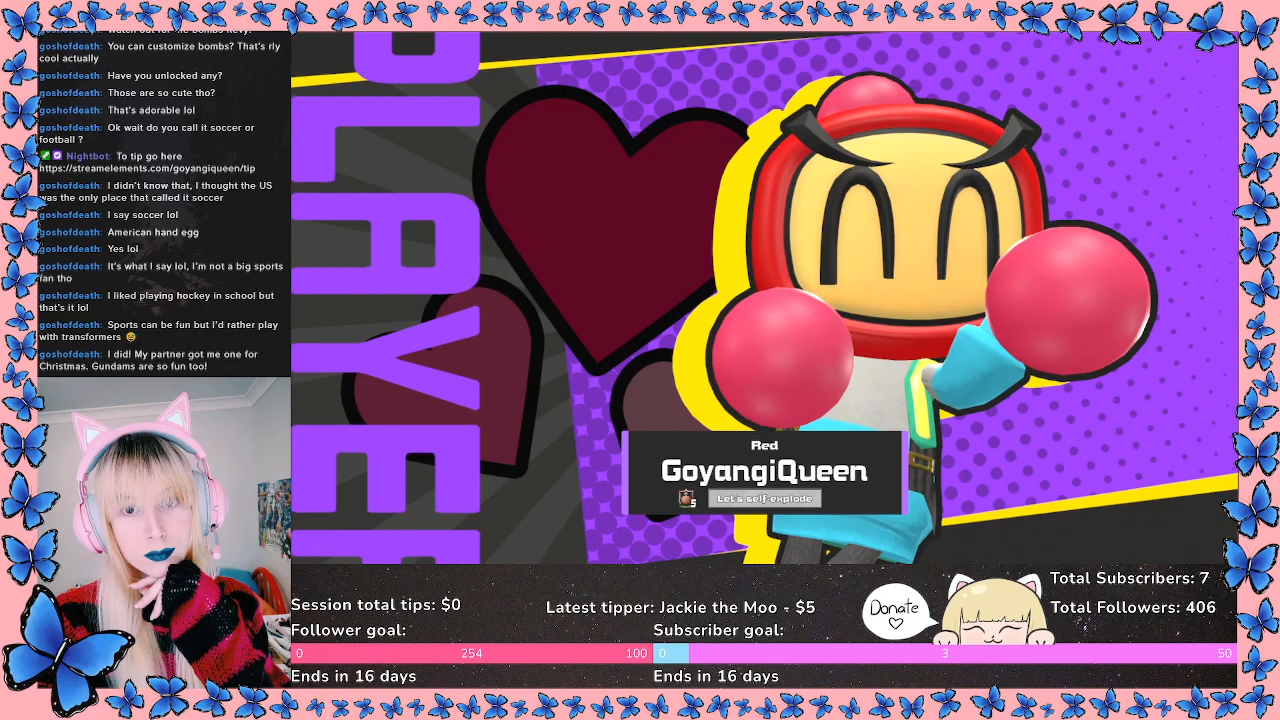 goshofdeath: Watch out for the bombs Revy!
goshofdeath: You can customize bombs? That's rly
cool actually
goshofdeath: Have you unlocked any?
goshofdeath: Those are so cute tho?
goshofdeath: That's adorable lol
goshofdeath: Ok wait do you call it soccer or
football ?
Nightbot: To tip go here
https://streamelements.com/goyangiqueen/tip
goshofdeath: I didn't know that, I thought the US
was the only place that called it soccer
goshofdeath: I say soccer lol
goshofdeath: American hand egg
goshofdeath: Yes lol
goshofdeath: It's what I say lol, I'm not a big sports
fan tho
goshofdeath: I liked playing hockey in school but
that's it lol
goshofdeath: Sports can be fun but I'd rather play
with transformers
goshofdeath: I did! My partner got me one for
Christmas. Gundams are so fun too!
PLAYER
Red
GoyangiQueen
5
Let's self-explode
Session total tips: $0
Latest tipper: Jackie the Moo - $5
Donate
Total Subscribers: 7
Total Followers: 406
Follower goal:
Subscriber goal:
0 254 100
0 3 50
Ends in 16 days
Ends in 16 days